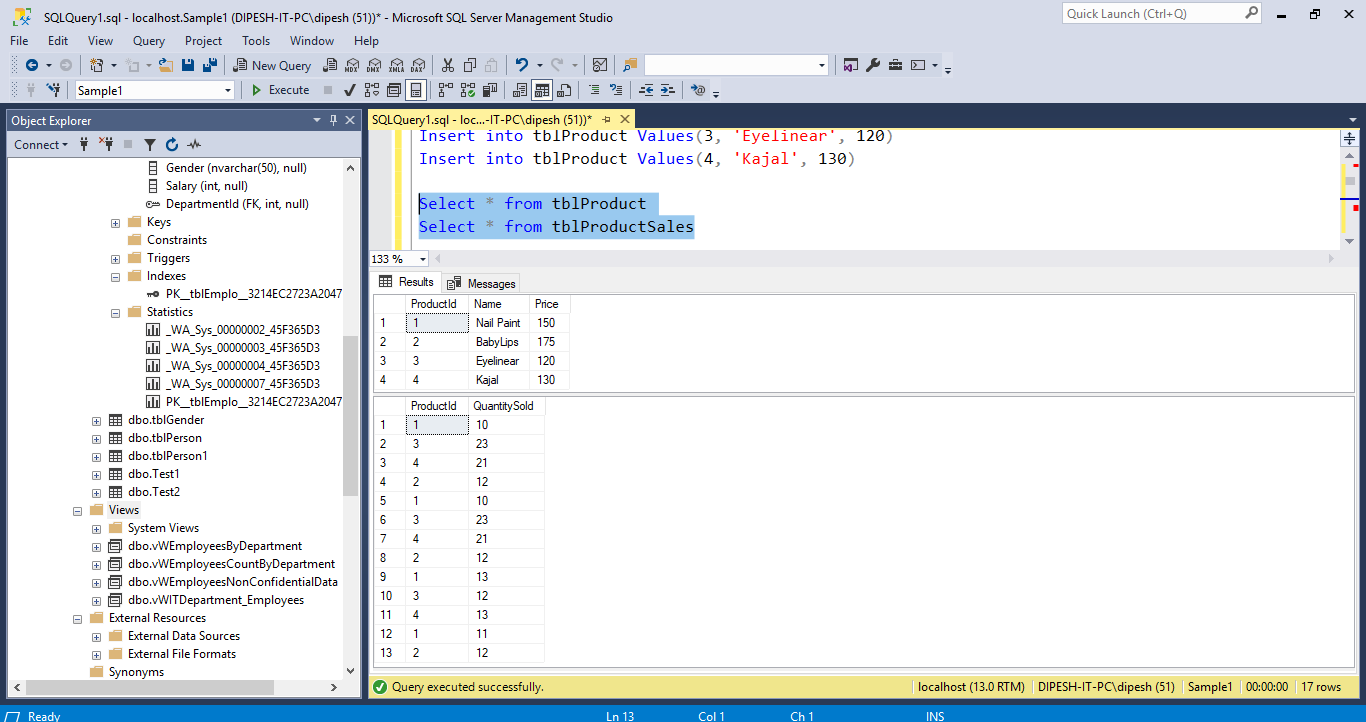 SQLQuery1.sql - localhost.Sample1 (DIPESH-IT-PC\dipesh (51))* - Microsoft SQL Server Management Studio
Quick Launch (Ctrl+Q)
File Edit View Query Project Tools Window Help
New Query MDX DMX XMLA DAX
Sample1 Execute
Object Explorer
Connect
Gender (nvarchar(50), null)
Salary (int, null)
DepartmentId (FK, int, null)
Keys
Constraints
Triggers
Indexes
PK__tblEmplo__3214EC2723A2047
Statistics
_WA_Sys_00000002_45F365D3
_WA_Sys_00000003_45F365D3
_WA_Sys_00000004_45F365D3
_WA_Sys_00000007_45F365D3
PK__tblEmplo__3214EC2723A2047
dbo.tblGender
dbo.tblPerson
dbo.tblPerson1
dbo.Test1
dbo.Test2
Views
System Views
dbo.vWEmployeesByDepartment
dbo.vWEmployeesCountByDepartment
dbo.vWEmployeesNonConfidentialData
dbo.vWITDepartment_Employees
External Resources
External Data Sources
External File Formats
Synonyms
SQLQuery1.sql - loc...-IT-PC\dipesh (51))*
Insert into tblProduct Values(3, 'Eyelinear', 120)
Insert into tblProduct Values(4, 'Kajal', 130)
Select * from tblProduct
Select * from tblProductSales
133 %
Results Messages
ProductId Name Price
1 1 Nail Paint 150
2 2 BabyLips 175
3 3 Eyelinear 120
4 4 Kajal 130
ProductId QuantitySold
1 1 10
2 3 23
3 4 21
4 2 12
5 1 10
6 3 23
7 4 21
8 2 12
9 1 13
10 3 12
11 4 13
12 1 11
13 2 12
Query executed successfully. localhost (13.0 RTM) DIPESH-IT-PC\dipesh (51) Sample1 00:00:00 17 rows
Ready Ln 13 Col 1 Ch 1 INS